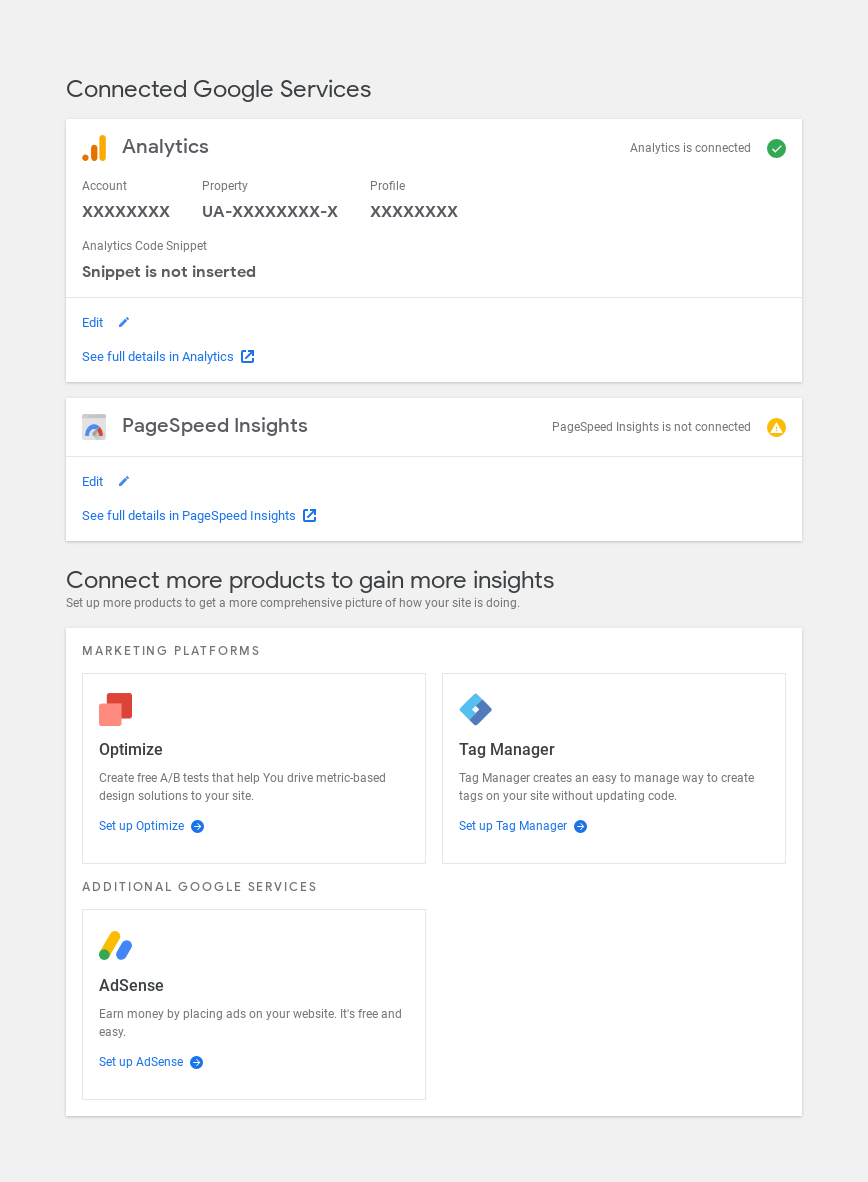 Connected Google Services
Analytics
Analytics is connected
Account Property Profile
XXXXXXXX UA-XXXXXXXX-X XXXXXXXX
Analytics Code Snippet
Snippet is not inserted
Edit
See full details in Analytics
PageSpeed Insights
PageSpeed Insights is not connected
Edit
See full details in PageSpeed Insights
Connect more products to gain more insights
Set up more products to get a more comprehensive picture of how your site is doing.
MARKETING PLATFORMS
Optimize
Create free A/B tests that help You drive metric-based
design solutions to your site.
Set up Optimize
Tag Manager
Tag Manager creates an easy to manage way to create
tags on your site without updating code.
Set up Tag Manager
ADDITIONAL GOOGLE SERVICES
AdSense
Earn money by placing ads on your website. It's free and
easy.
Set up AdSense